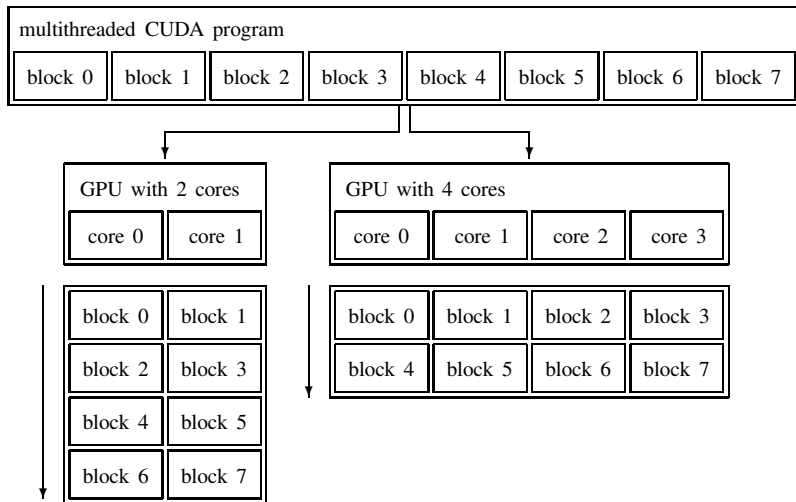 multithreaded CUDA program
block 0 block 1 block 2 block 3 block 4 block 5 block 6 block 7
GPU with 2 cores
core 0 core 1
block 0 block 1
block 2 block 3
block 4 block 5
block 6 block 7
GPU with 4 cores
core 0 core 1 core 2 core 3
block 0 block 1 block 2 block 3
block 4 block 5 block 6 block 7